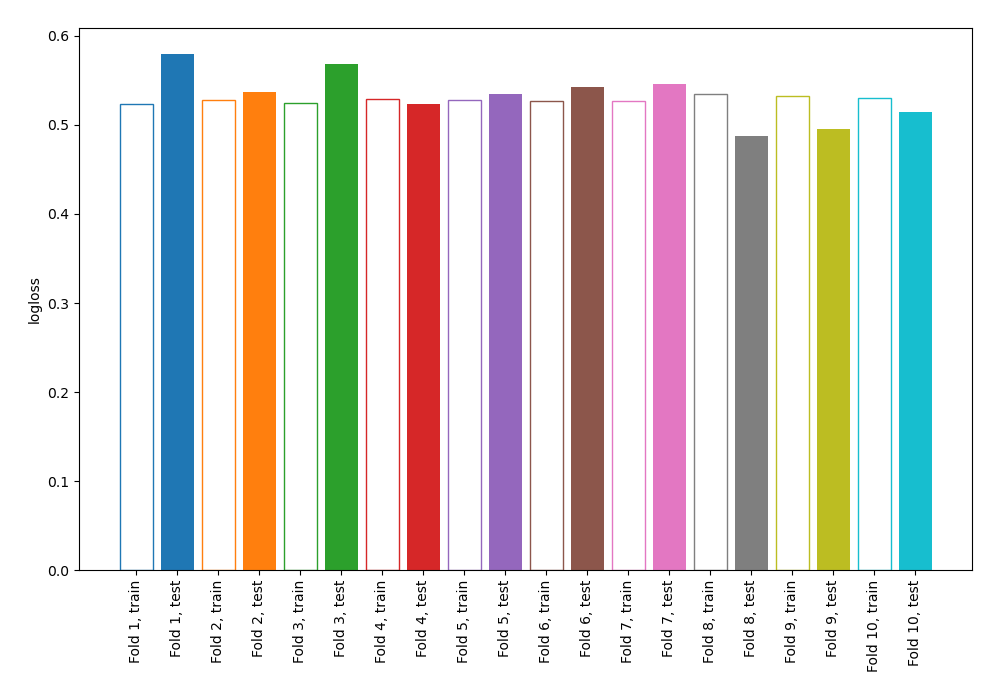 0.6
0.5
0.4
0.3
0.2
0.1
0.0
logloss
Fold 1, train
Fold 1, test
Fold 2, train
Fold 2, test
Fold 3, train
Fold 3, test
Fold 4, train
Fold 4, test
Fold 5, train
Fold 5, test
Fold 6, train
Fold 6, test
Fold 7, train
Fold 7, test
Fold 8, train
Fold 8, test
Fold 9, train
Fold 9, test
Fold 10, train
Fold 10, test